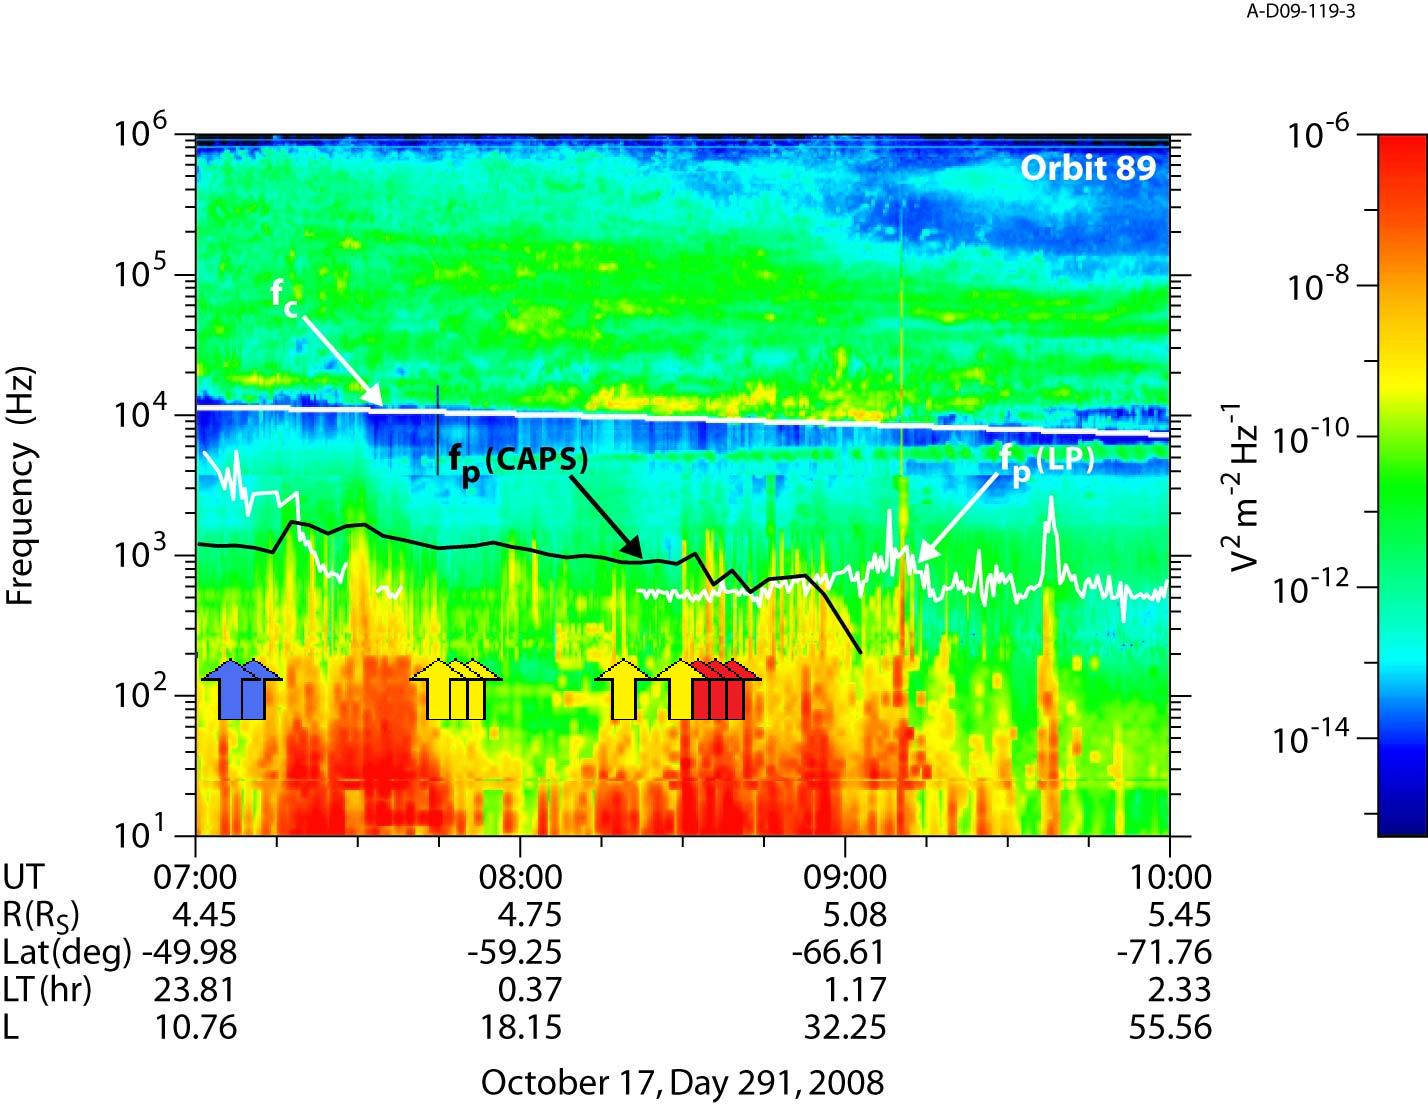 A-D09-119-3
10^6
10^-6
Orbit 89
10^5
10^-8
f_c
10^4
10^-10
f_p (CAPS)
f_p (LP)
Frequency (Hz)
V^2 m^-2 Hz^-1
10^3
10^-12
10^2
10^-14
10^1
UT 07:00 08:00 09:00 10:00
R(R_S) 4.45 4.75 5.08 5.45
Lat(deg) -49.98 -59.25 -66.61 -71.76
LT(hr) 23.81 0.37 1.17 2.33
L 10.76 18.15 32.25 55.56
October 17, Day 291, 2008